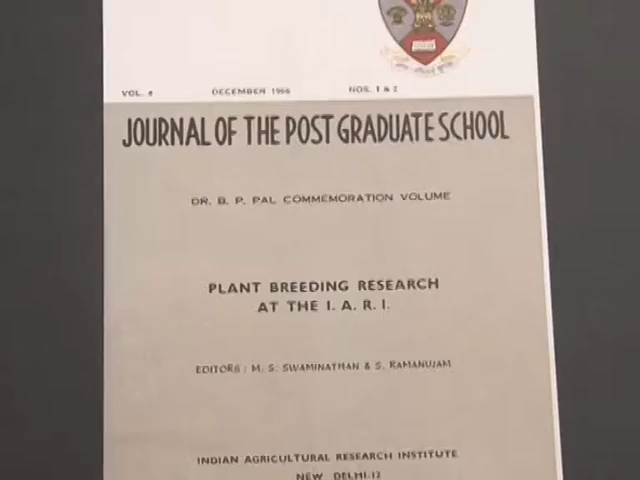 VOL. 4 DECEMBER 1966 NOS. 1 & 2
JOURNAL OF THE POST GRADUATE SCHOOL
DR. B. P. PAL COMMEMORATION VOLUME
PLANT BREEDING RESEARCH
AT THE I. A. R. I.
EDITORS : M. S. SWAMINATHAN & S. RAMANUJAM
INDIAN AGRICULTURAL RESEARCH INSTITUTE
NEW DELHI-12